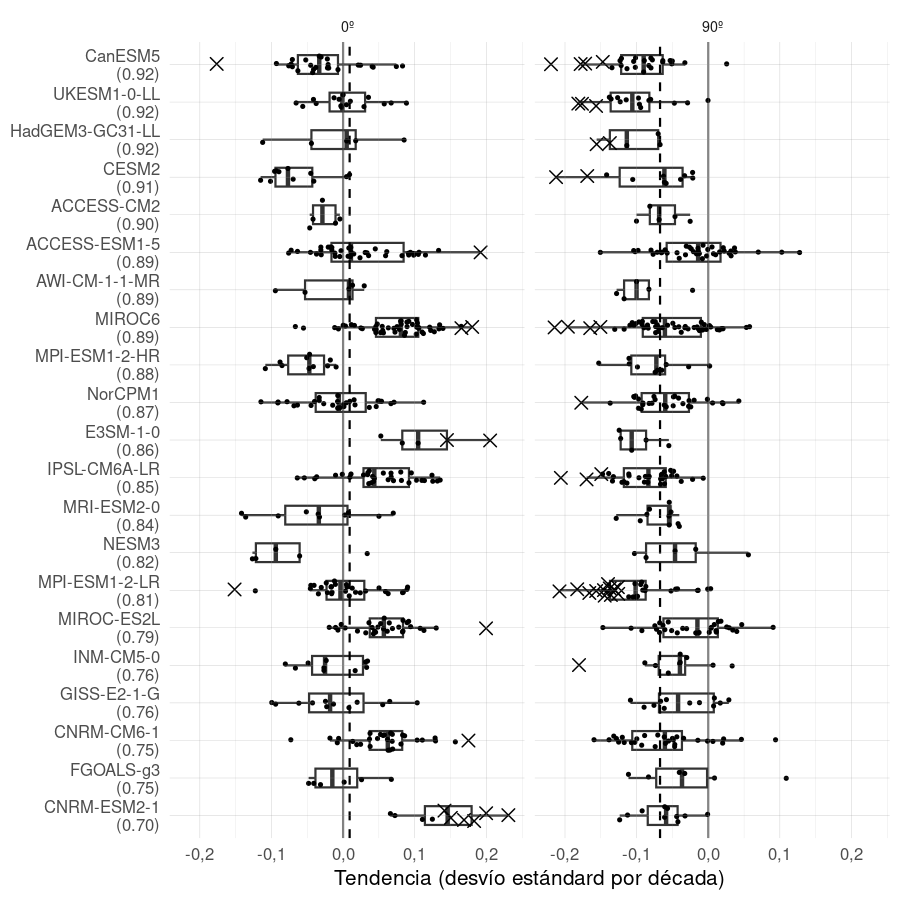 0º 90º
CanESM5
(0.92)
UKESM1-0-LL
(0.92)
HadGEM3-GC31-LL
(0.92)
CESM2
(0.91)
ACCESS-CM2
(0.90)
ACCESS-ESM1-5
(0.89)
AWI-CM-1-1-MR
(0.89)
MIROC6
(0.89)
MPI-ESM1-2-HR
(0.88)
NorCPM1
(0.87)
E3SM-1-0
(0.86)
IPSL-CM6A-LR
(0.85)
MRI-ESM2-0
(0.84)
NESM3
(0.82)
MPI-ESM1-2-LR
(0.81)
MIROC-ES2L
(0.79)
INM-CM5-0
(0.76)
GISS-E2-1-G
(0.76)
CNRM-CM6-1
(0.75)
FGOALS-g3
(0.75)
CNRM-ESM2-1
(0.70)
-0,2 -0,1 0,0 0,1 0,2 -0,2 -0,1 0,0 0,1 0,2
Tendencia (desvío estándard por década)